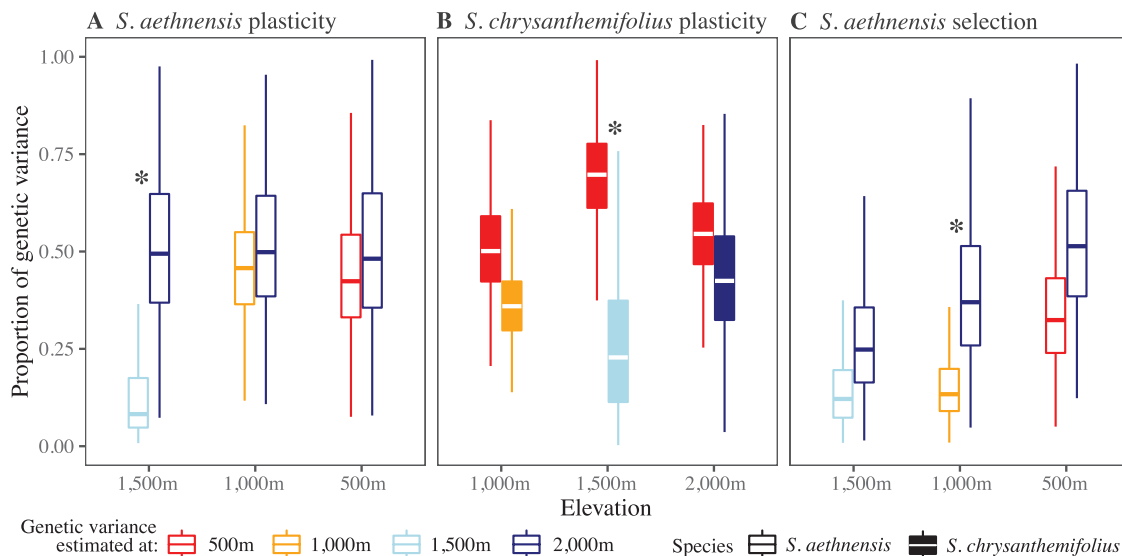 A S. aethnensis plasticity
B S. chrysanthemifolius plasticity
C S. aethnensis selection
Proportion of genetic variance
1.00
0.75
0.50
0.25
0.00
*
*
*
1,500m 1,000m 500m
1,000m 1,500m 2,000m
1,500m 1,000m 500m
Elevation
Genetic variance
estimated at: 500m 1,000m 1,500m 2,000m Species S. aethnensis S. chrysanthemifolius